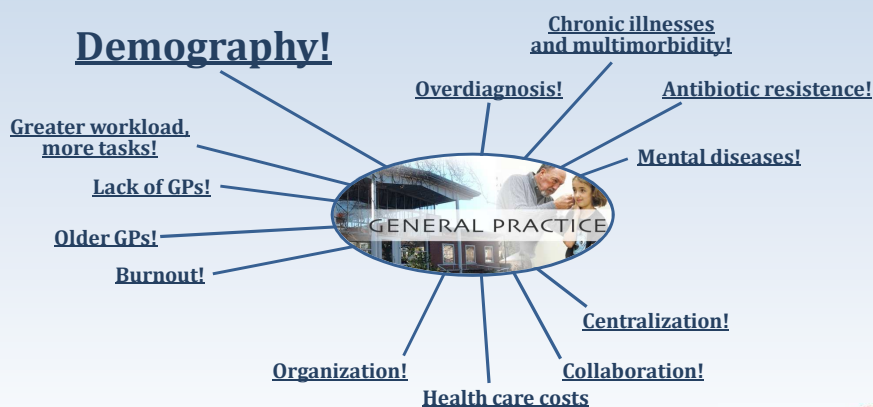 Demography!
Chronic illnesses
and multimorbidity!
Overdiagnosis!
Antibiotic resistence!
Greater workload,
more tasks!
Mental diseases!
Lack of GPs!
GENERAL PRACTICE
Older GPs!
Burnout!
Centralization!
Organization!
Collaboration!
Health care costs